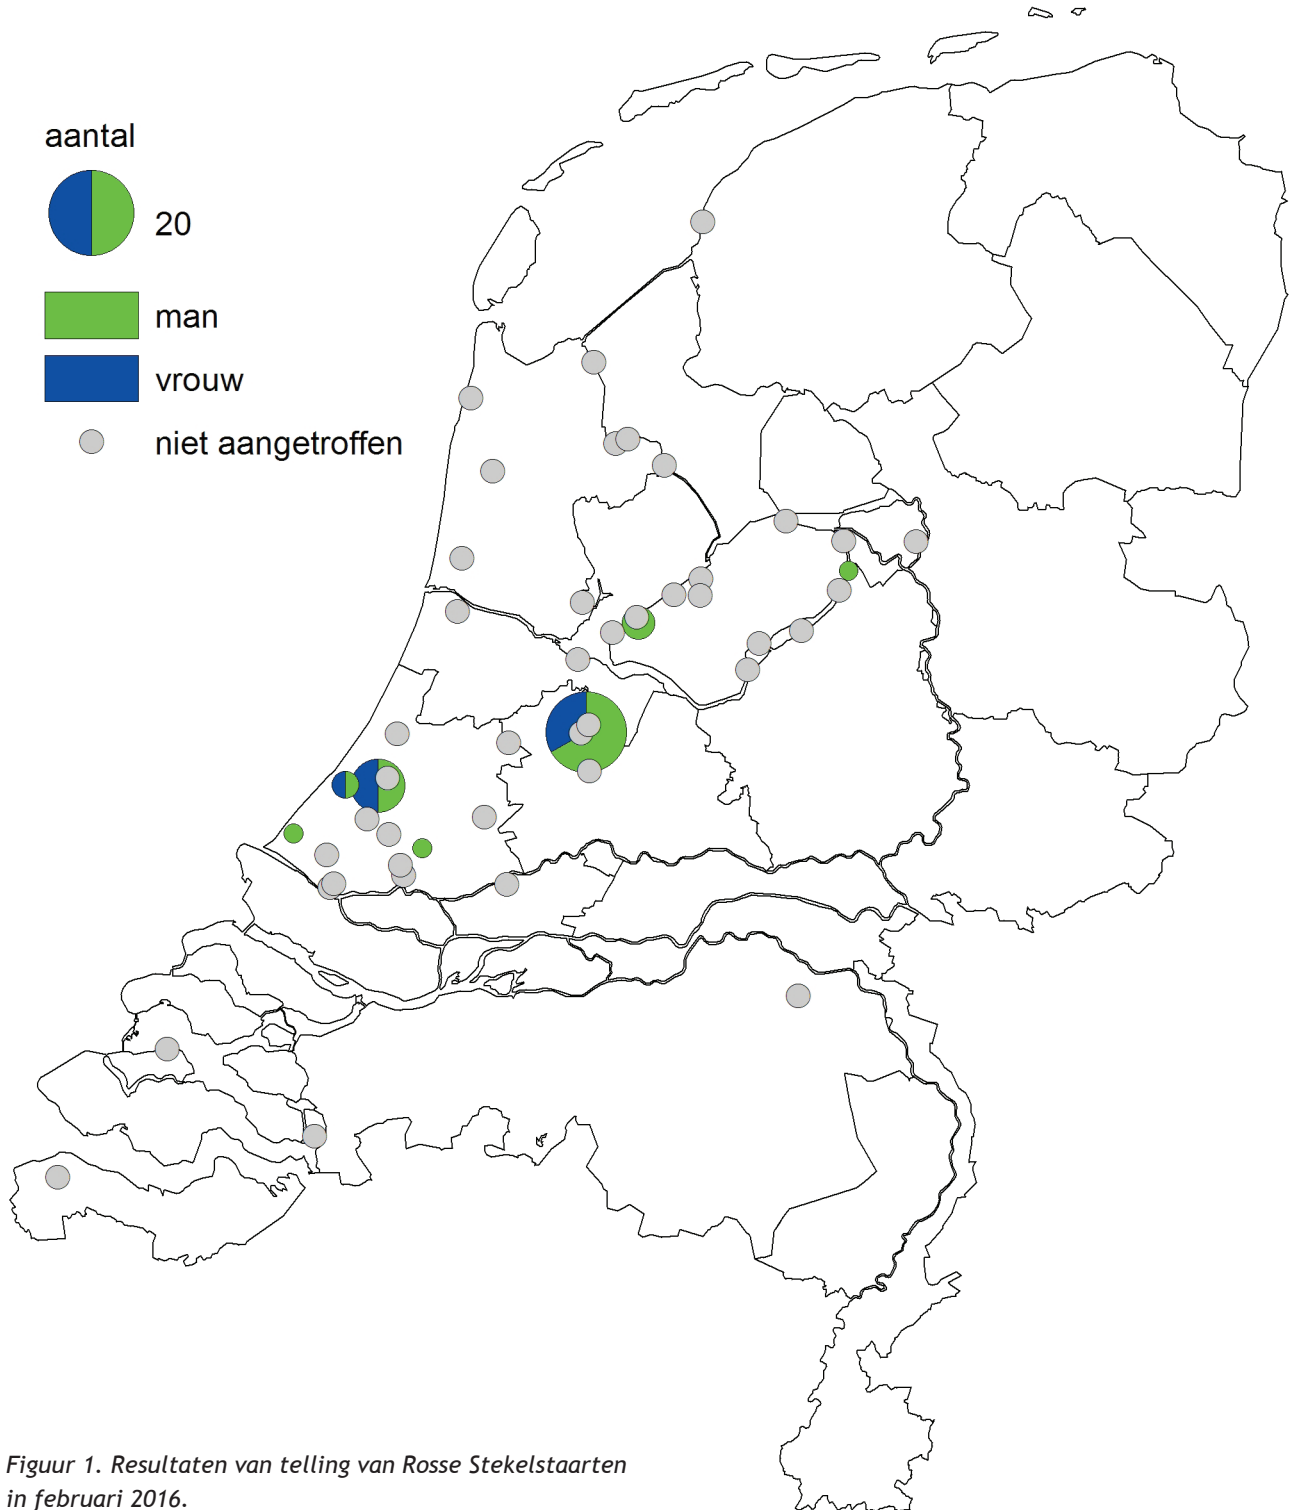 aantal
20
man
vrouw
niet aangetroffen
Figuur 1. Resultaten van telling van Rosse Stekelstaarten
in februari 2016.